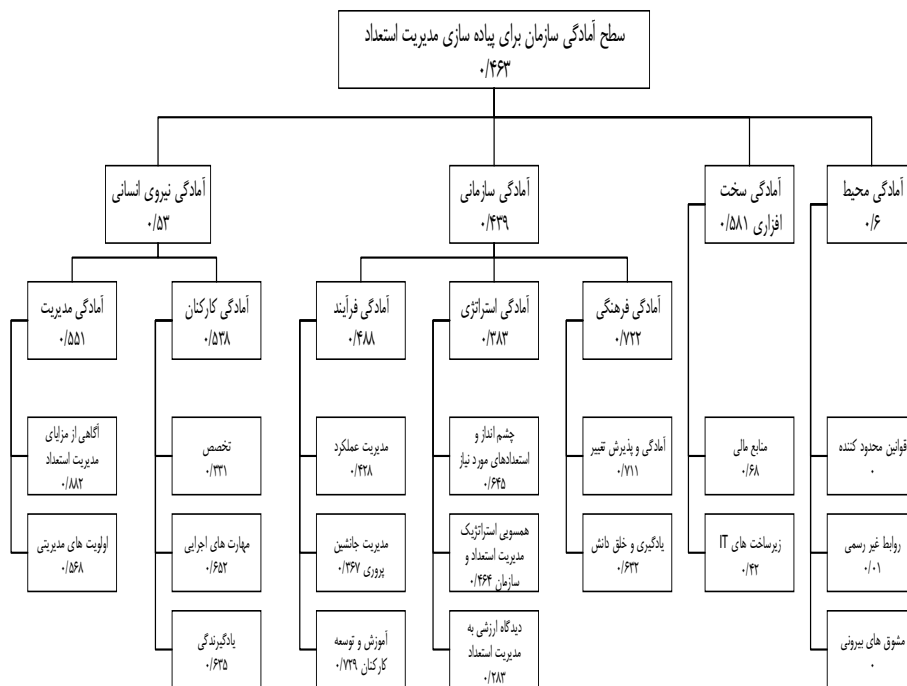 سطح آمادگی سازمان برای پیاده سازی مدیریت استعداد
۰/۴۶۳
آمادگی نیروی انسانی
۰/۵۳
آمادگی سازمانی
۰/۴۳۹
آمادگی سخت
افزاری ۰/۵۸۱
آمادگی محیط
۰/۶
آمادگی مدیریت
۰/۵۵۱
آمادگی کارکنان
۰/۵۳۸
آمادگی فرآیند
۰/۴۸۸
آمادگی استراتژی
۰/۳۸۳
آمادگی فرهنگی
۰/۷۲۲
آگاهی از مزایای
مدیریت استعداد
۰/۸۸۲
تخصص
۰/۳۳۱
مدیریت عملکرد
۰/۴۲۸
چشم انداز و
استعدادهای مورد نیاز
۰/۶۴۵
آمادگی و پذیرش تغییر
۰/۷۱۱
منابع مالی
۰/۶۸
قوانین محدود کننده
۰
اولویت های مدیریتی
۰/۵۶۸
مهارت های اجرایی
۰/۶۵۲
مدیریت جانشین
پروری ۰/۳۶۷
همسویی استراتژیک
مدیریت استعداد و
سازمان ۰/۴۶۴
یادگیری و خلق دانش
۰/۶۳۲
زیرساخت های IT
۰/۴۲
روابط غیر رسمی
۰/۰۱
یادگیرندگی
۰/۶۳۵
آموزش و توسعه
کارکنان ۰/۷۲۹
دیدگاه ارزشی به
مدیریت استعداد
۰/۲۸۳
مشوق های بیرونی
۰